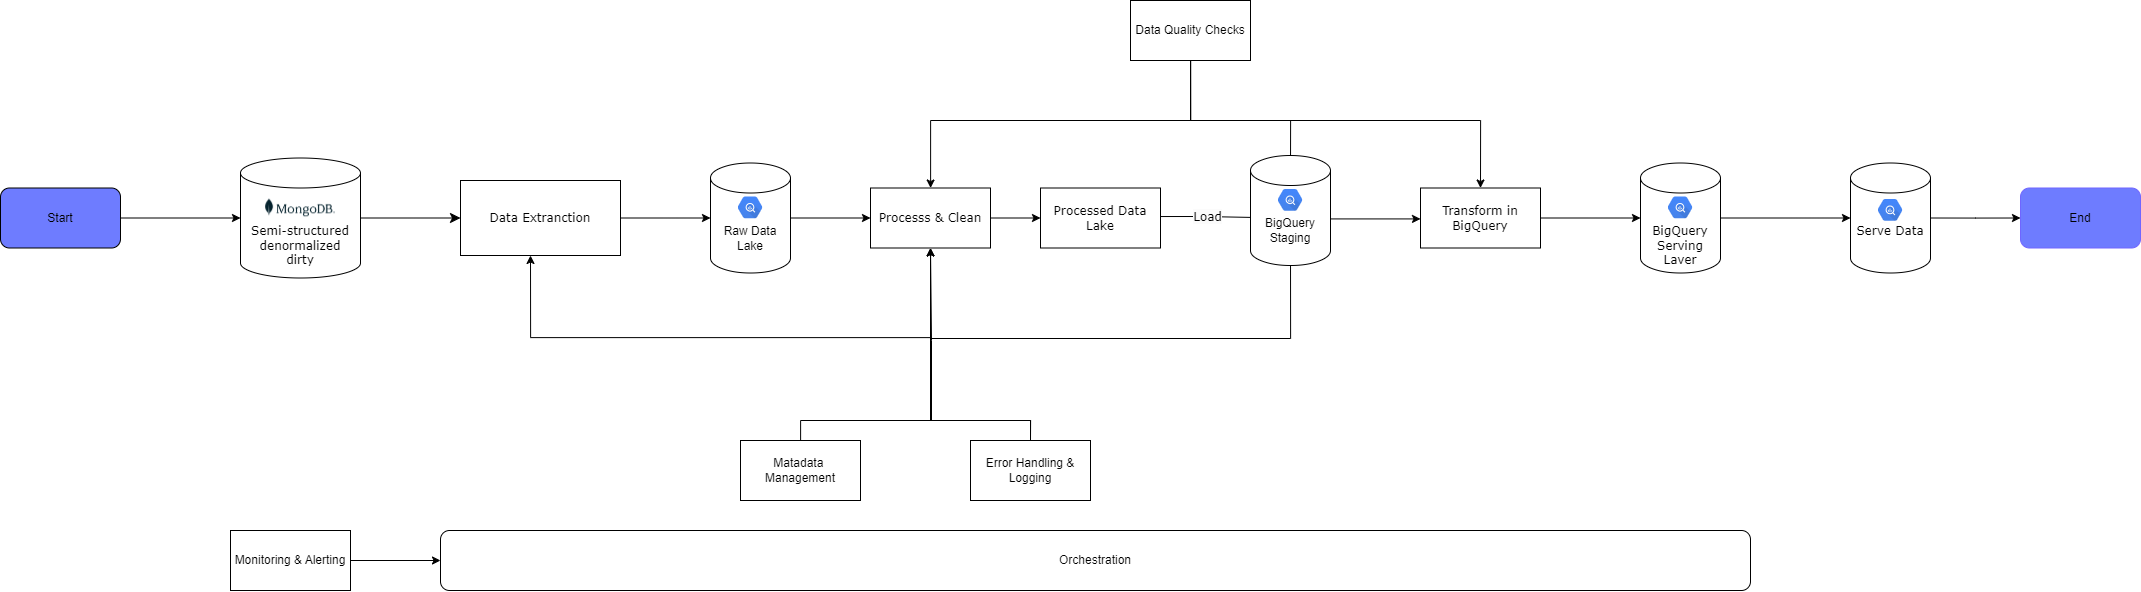 Data Quality Checks
Start
MongoDB.
Semi-structured
denormalized
dirty
Data Extranction
Raw Data
Lake
Processs & Clean
Processed Data
Lake
Load
BigQuery
Staging
Transform in
BigQuery
BigQuery
Serving
Laver
Serve Data
End
Matadata
Management
Error Handling &
Logging
Monitoring & Alerting
Orchestration